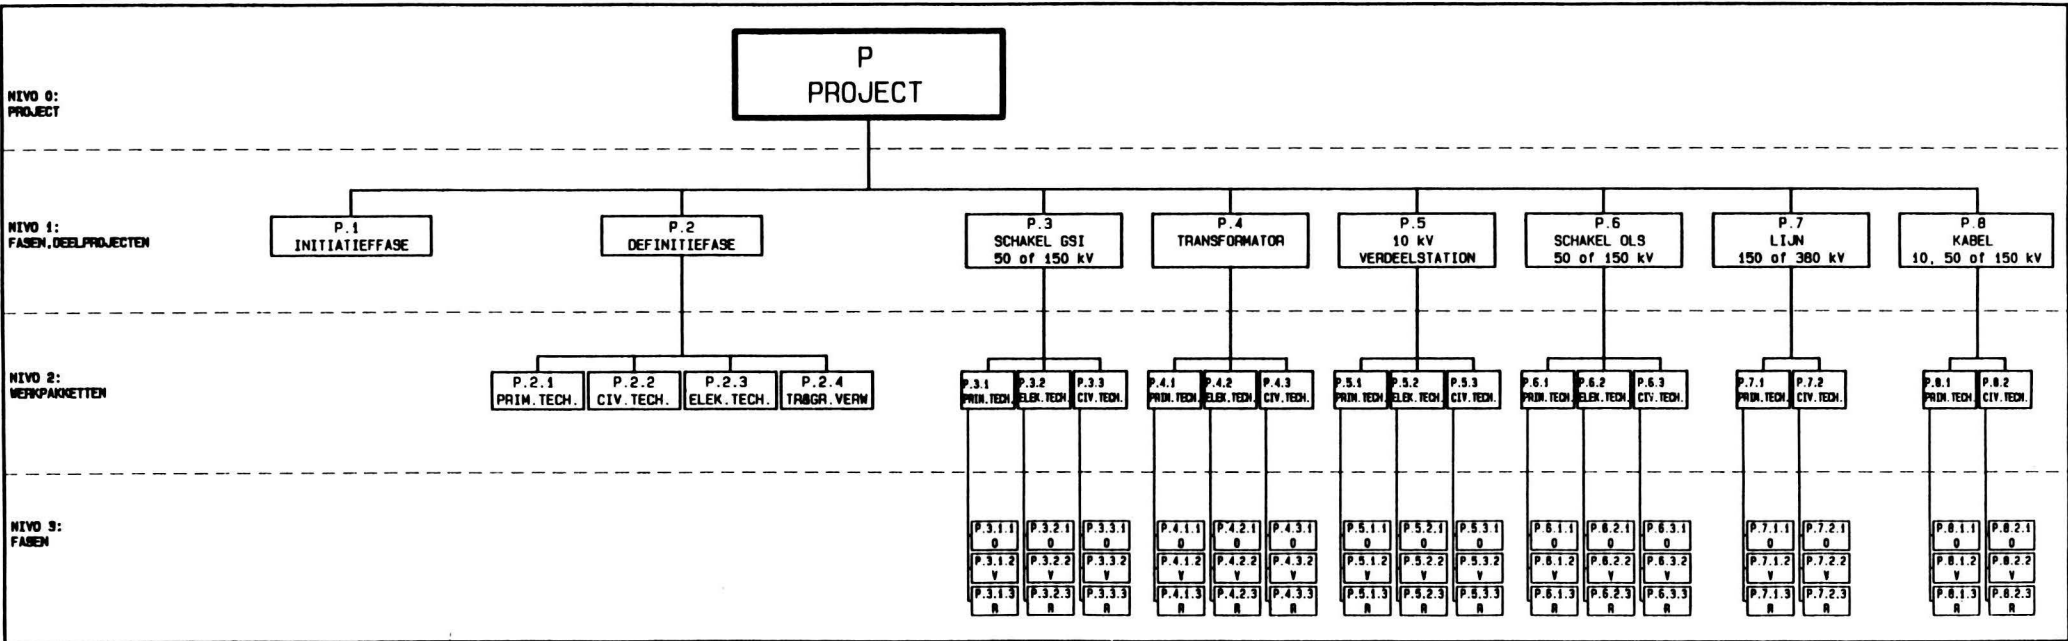 P
PROJECT
NIVO 0:
PROJECT
NIVO 1:
FASEN,DEELPROJECTEN
P.1
INITIATIEFFASE
P.2
DEFINITIEFASE
P.3
SCHAKEL GSI
50 of 150 kV
P.4
TRANSFORMATOR
P.5
10 kV
VERDEELSTATION
P.6
SCHAKEL OLS
50 of 150 kV
P.7
LIJN
150 of 380 kV
P.8
KABEL
10, 50 of 150 kV
NIVO 2:
WERKPAKKETTEN
P.2.1
PRIM.TECH.
P.2.2
CIV.TECH.
P.2.3
ELEK.TECH.
P.2.4
TR&GR.VERW
P.3.1
PRIM.TECH.
P.3.2
ELEK.TECH.
P.3.3
CIV.TECH.
P.4.1
PRIM.TECH.
P.4.2
ELEK.TECH.
P.4.3
CIV.TECH.
P.5.1
PRIM.TECH.
P.5.2
ELEK.TECH.
P.5.3
CIV.TECH.
P.6.1
PRIM.TECH.
P.6.2
ELEK.TECH.
P.6.3
CIV.TECH.
P.7.1
PRIM.TECH.
P.7.2
CIV.TECH.
P.8.1
PRIM.TECH.
P.8.2
CIV.TECH.
NIVO 3:
FASEN
P.3.1.1
O
P.3.1.2
V
P.3.1.3
R
P.3.2.1
O
P.3.2.2
V
P.3.2.3
R
P.3.3.1
O
P.3.3.2
V
P.3.3.3
R
P.4.1.1
O
P.4.1.2
V
P.4.1.3
R
P.4.2.1
O
P.4.2.2
V
P.4.2.3
R
P.4.3.1
O
P.4.3.2
V
P.4.3.3
R
P.5.1.1
O
P.5.1.2
V
P.5.1.3
R
P.5.2.1
O
P.5.2.2
V
P.5.2.3
R
P.5.3.1
O
P.5.3.2
V
P.5.3.3
R
P.6.1.1
O
P.6.1.2
V
P.6.1.3
R
P.6.2.1
O
P.6.2.2
V
P.6.2.3
R
P.6.3.1
O
P.6.3.2
V
P.6.3.3
R
P.7.1.1
O
P.7.1.2
V
P.7.1.3
R
P.7.2.1
O
P.7.2.2
V
P.7.2.3
R
P.8.1.1
O
P.8.1.2
V
P.8.1.3
R
P.8.2.1
O
P.8.2.2
V
P.8.2.3
R